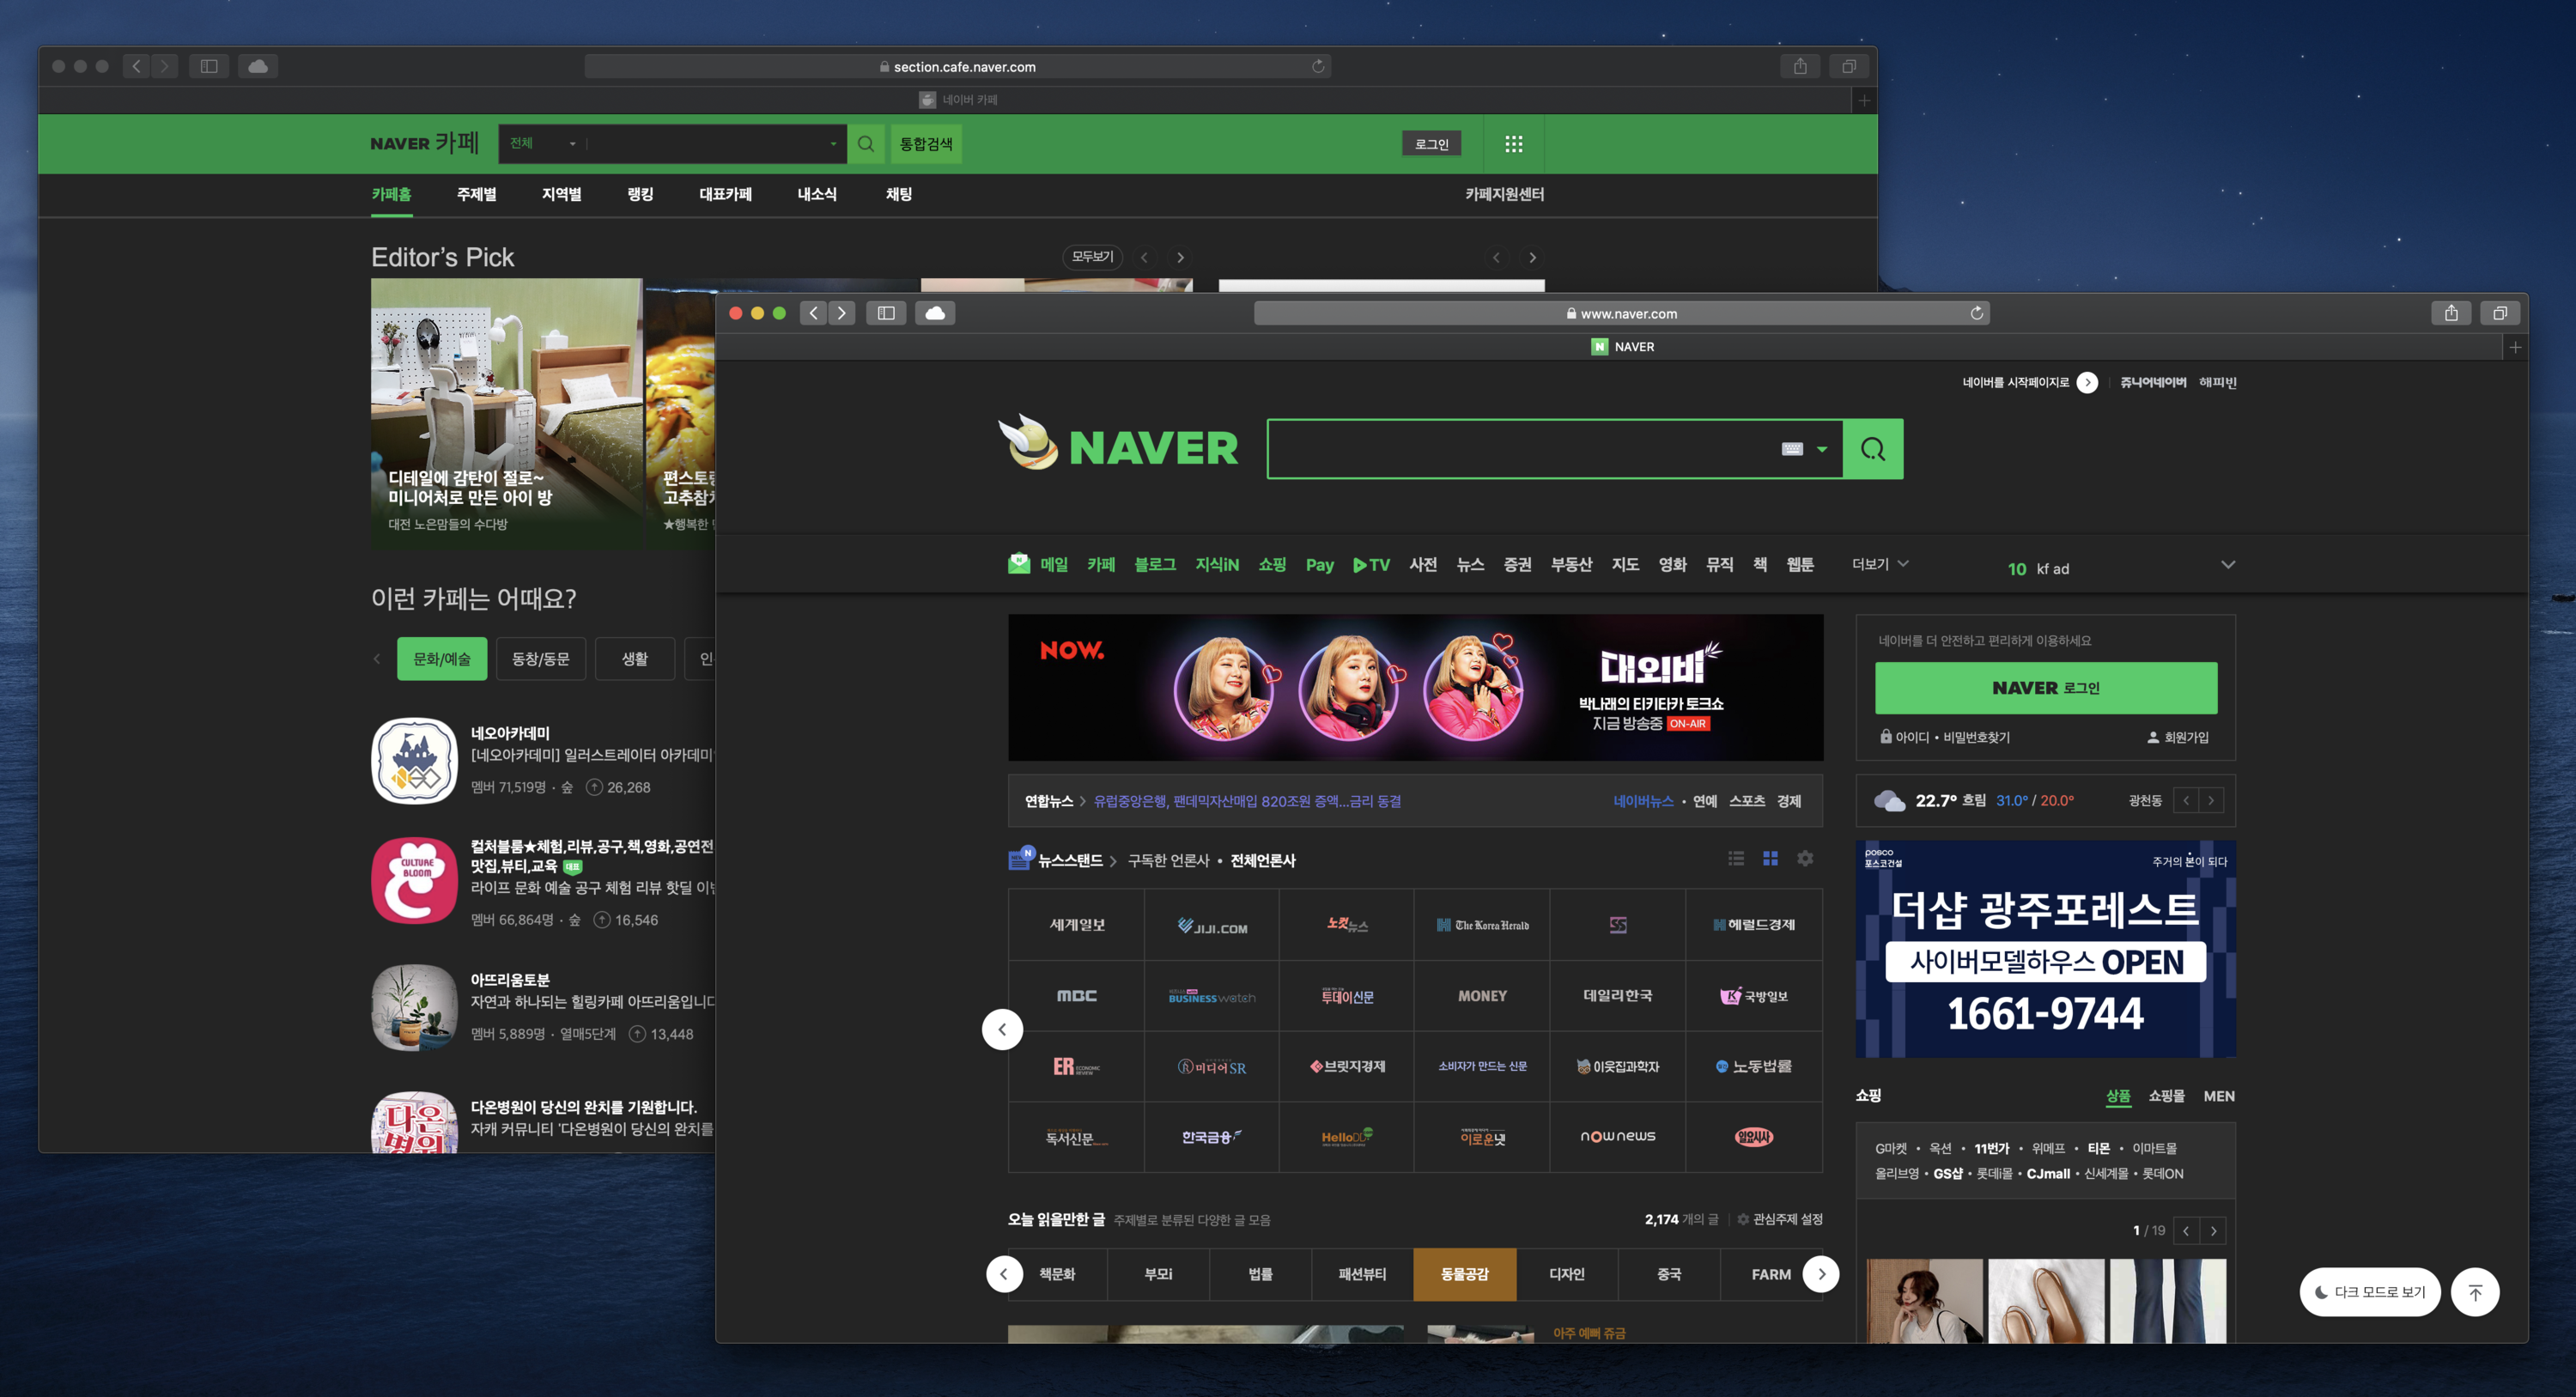 section.cafe.naver.com
네이버 카페
NAVER 카페
전체
통합검색
로그인
카페홈 주제별 지역별 랭킹 대표카페 내소식 채팅
카페지원센터
Editor's Pick
모두보기
디테일에 감탄이 절로~
미니어처로 만든 아이 방
대전 노은맘들의 수다방
편스토랑
고추참치
★행복한
이런 카페는 어때요?
문화/예술 동창/동문 생활 인
네오아카데미
[네오아카데미] 일러스트레이터 아카데미
멤버 71,519명 · 숲 26,268
CULTURE
BLOOM
컬처블룸★체험,리뷰,공구,책,영화,공연전
맛집,뷰티,교육 대표
라이프 문화 예술 공구 체험 리뷰 핫딜 이벤
멤버 66,864명 · 숲 16,546
아뜨리움토분
자연과 하나되는 힐링카페 아뜨리움입니다
멤버 5,889명 · 열매5단계 13,448
다온
병원
다온병원이 당신의 완치를 기원합니다.
자캐 커뮤니티 '다온병원이 당신의 완치를
www.naver.com
NAVER
네이버를 시작페이지로 쥬니어네이버 해피빈
NAVER
메일 카페 블로그 지식iN 쇼핑 Pay TV 사전 뉴스 증권 부동산 지도 영화 뮤직 책 웹툰 더보기
10 kf ad
NOW.
대외비
박나래의 티키타카 토크쇼
지금 방송중 ON-AIR
네이버를 더 안전하고 편리하게 이용하세요
NAVER 로그인
아이디 • 비밀번호찾기 회원가입
연합뉴스 > 유럽중앙은행, 팬데믹자산매입 820조원 증액…금리 동결
네이버뉴스 • 연예 스포츠 경제
22.7° 흐림 31.0° / 20.0° 광천동
뉴스스탠드 > 구독한 언론사 • 전체언론사
세계일보 JIJI.COM 노컷뉴스 The Korea Herald SS 헤럴드경제
MBC BUSINESSwatch 투데이신문 MONEY 데일리한국 국방일보
ER ECONOMIC REVIEW 미디어SR 브릿지경제 소비자가 만드는 신문 이웃집과학자 노동법률
독서신문 한국금융 HelloDD 이로운넷 nownews 일요시사
posco
포스코건설
주거의 본이 되다
더샵 광주포레스트
사이버모델하우스 OPEN
1661-9744
쇼핑 상품 쇼핑몰 MEN
G마켓 • 옥션 • 11번가 • 위메프 • 티몬 • 이마트몰
올리브영 • GS샵 • 롯데몰 • CJmall • 신세계몰 • 롯데ON
1 / 19
오늘 읽을만한 글 주제별로 분류된 다양한 글 모음
2,174 개의 글 관심주제 설정
책문화 부모i 법률 패션뷰티 동물공감 디자인 중국 FARM
아주 예뻐 쥬금
다크 모드로 보기